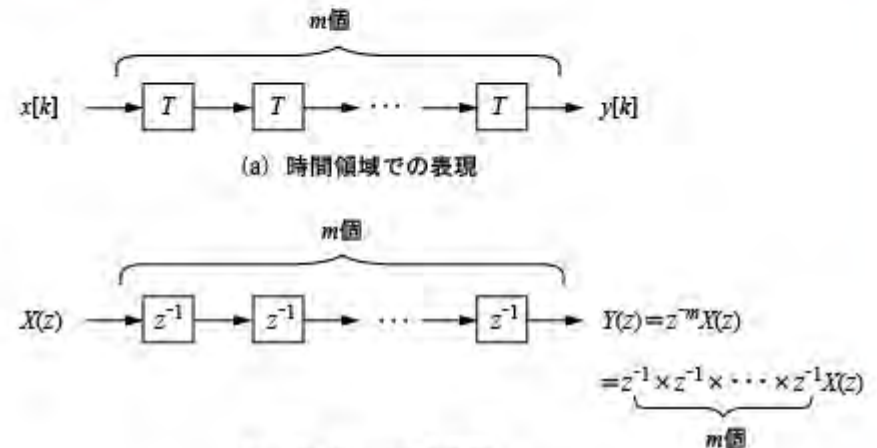 m個
x[k] T T ・・・ T y[k]
(a) 時間領域での表現
m個
X(z) z⁻¹ z⁻¹ ・・・ z⁻¹ Y(z)=z⁻ᵐX(z)
=z⁻¹×z⁻¹×・・・×z⁻¹X(z)
m個